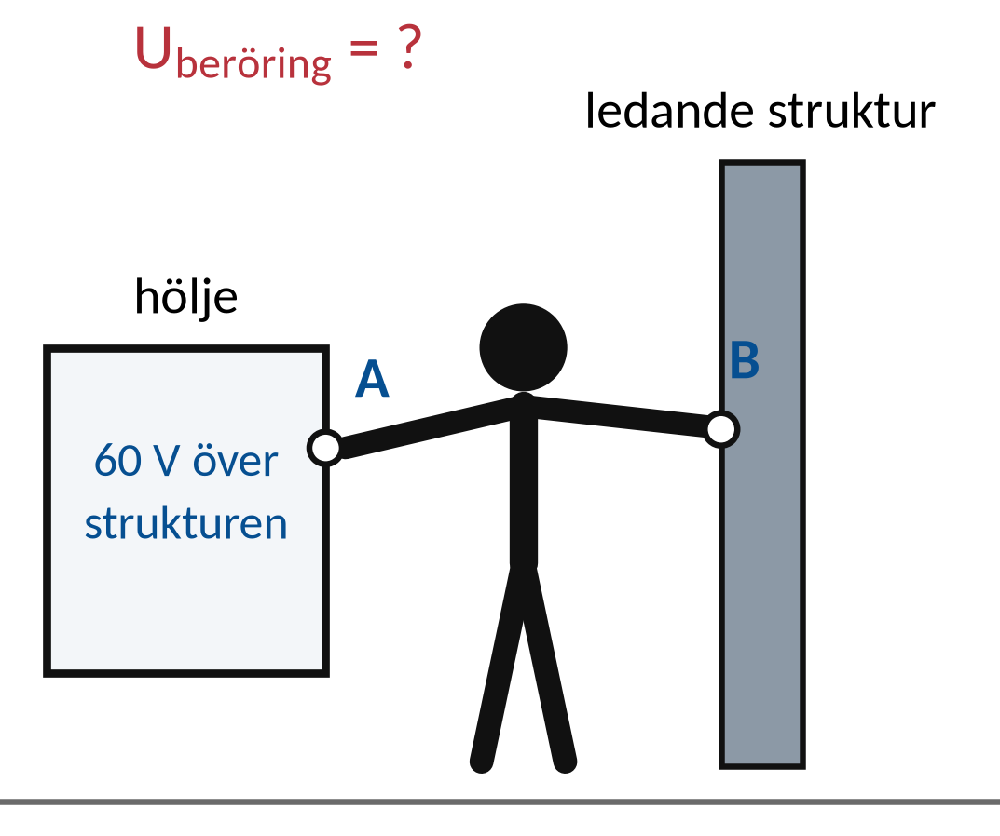 Uberöring = ?
ledande struktur
hölje
A
B
60 V över
strukturen